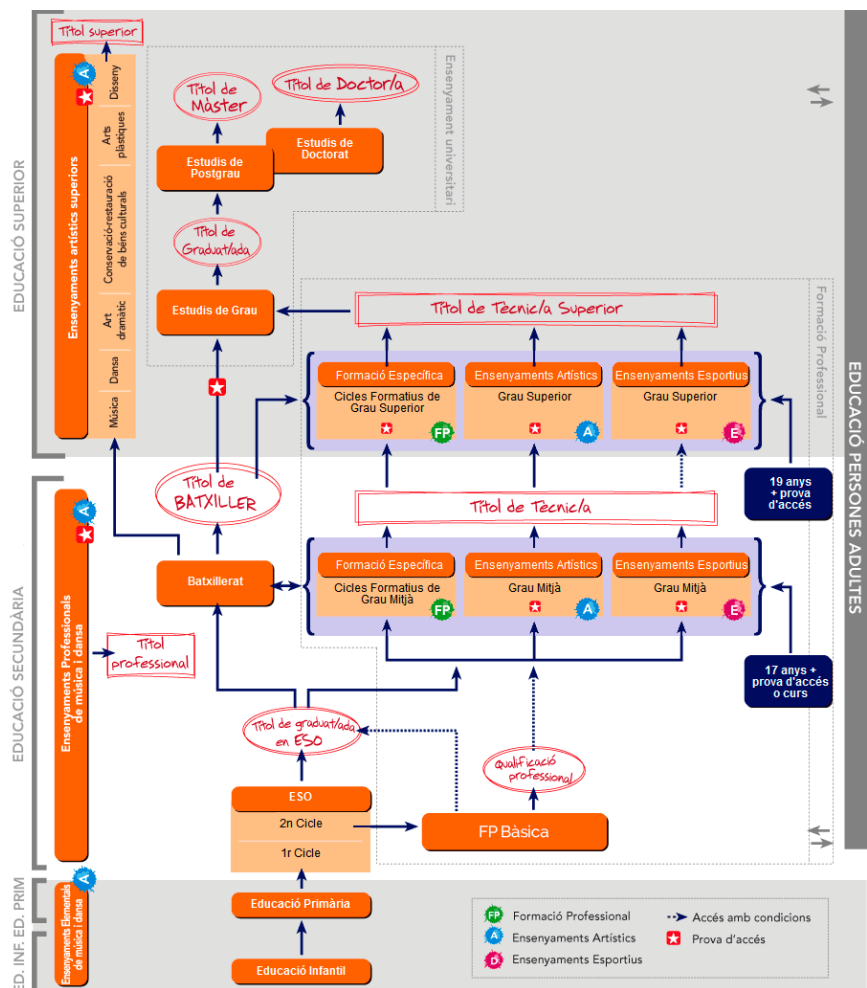 EDUCACIÓ SUPERIOR
EDUCACIÓ SECUNDÀRIA
ED. PRIM
ED. INF.
Títol superior
Ensenyaments artístics superiors
A
Disseny
Arts
plàstiques
Conservació-restauració
de béns culturals
Art
dramàtic
Dansa
Música
Ensenyament universitari
Títol de
Màster
Títol de Doctor/a
Estudis de
Postgrau
Estudis de
Doctorat
Títol de
Graduat/ada
Estudis de Grau
Formació Professional
Títol de Tècnic/a Superior
Formació Específica
Cicles Formatius de
Grau Superior
FP
Ensenyaments Artístics
Grau Superior
A
Ensenyaments Esportius
Grau Superior
E
19 anys
+ prova
d'accés
Títol de
BATXILLER
Títol de Tècnic/a
Batxillerat
Formació Específica
Cicles Formatius de
Grau Mitjà
FP
Ensenyaments Artístics
Grau Mitjà
A
Ensenyaments Esportius
Grau Mitjà
E
17 anys +
prova d'accés
o curs
EDUCACIÓ PERSONES ADULTES
A
Ensenyaments Professionals
de música i dansa
Títol
professional
Títol de graduat/ada
en ESO
Qualificació
professional
ESO
2n Cicle
1r Cicle
FP Bàsica
A
Ensenyaments Elementals
de música i dansa
Educació Primària
Educació Infantil
FP Formació Professional
A Ensenyaments Artístics
D Ensenyaments Esportius
Accés amb condicions
Prova d'accés